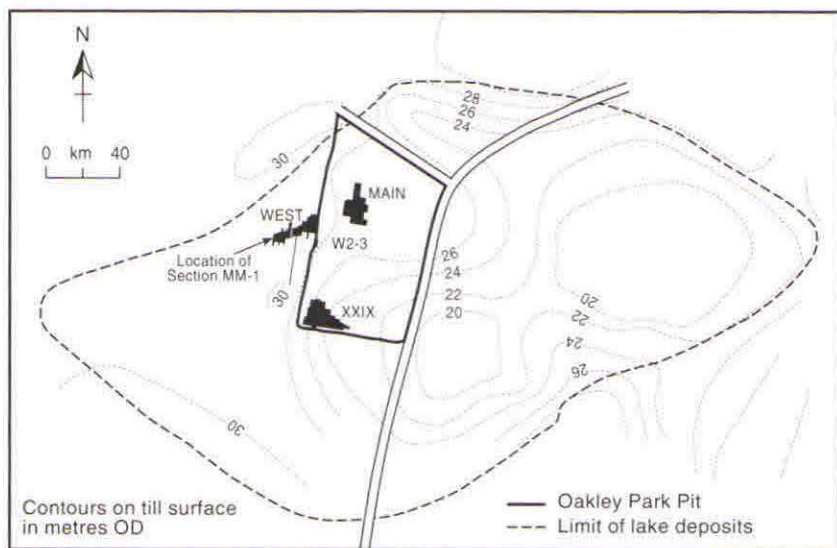 N
0 km 40
28
26
24
30
MAIN
WEST
W2-3
Location of
Section MM-1
30
XXIX
26
24
22
20
20
22
24
26
30
Contours on till surface
in metres OD
Oakley Park Pit
Limit of lake deposits